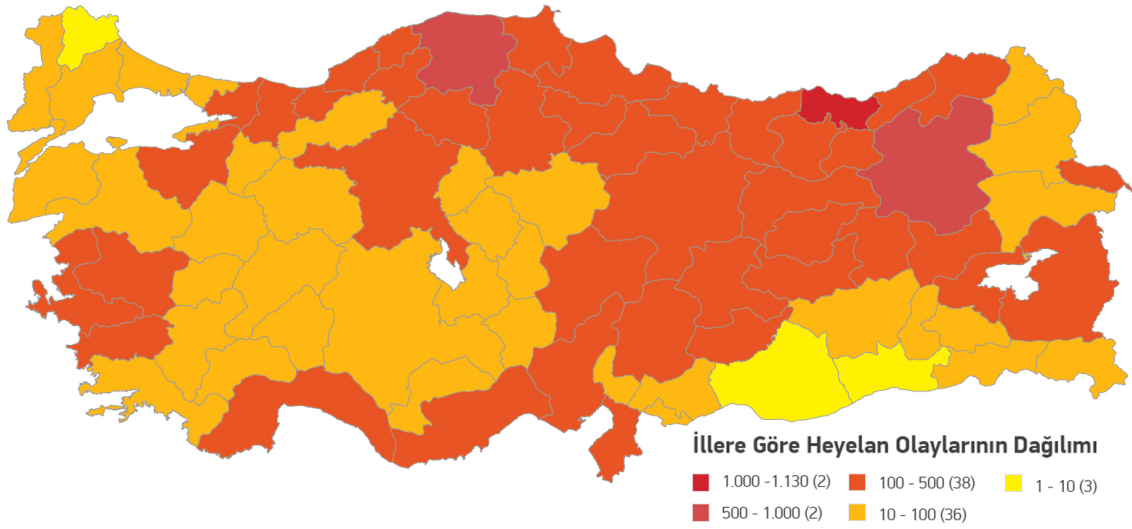 İllere Göre Heyelan Olaylarının Dağılımı
1.000 -1.130 (2)
100 - 500 (38)
1 - 10 (3)
500 - 1.000 (2)
10 - 100 (36)